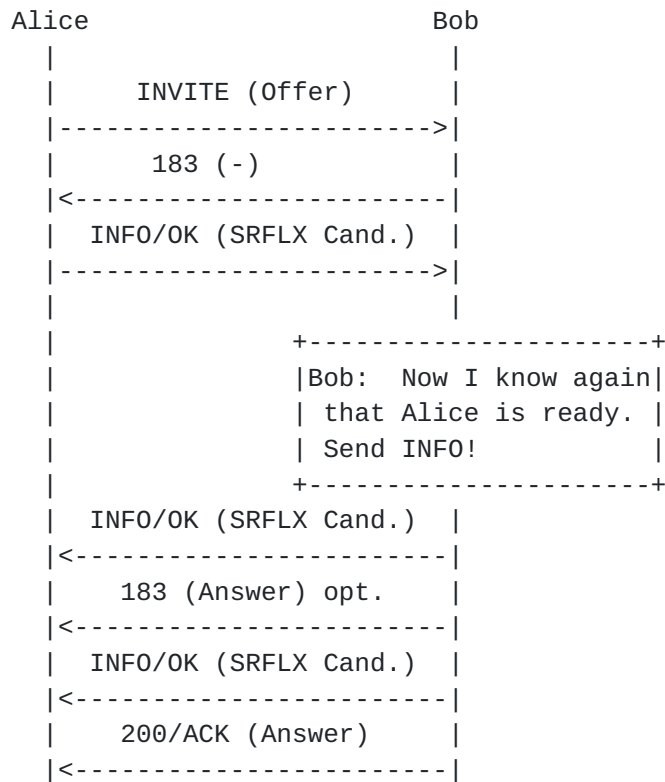 Alice                      Bob
  |                         |
  |     INVITE (Offer)      |
  |------------------------>|
  |      183 (-)            |
  |<------------------------|
  |  INFO/OK (SRFLX Cand.)  |
  |------------------------>|
  |                         |
  |               +----------------------+
  |               |Bob:  Now I know again|
  |               | that Alice is ready. |
  |               | Send INFO!           |
  |               +----------------------+
  |  INFO/OK (SRFLX Cand.)  |
  |<------------------------|
  |    183 (Answer) opt.    |
  |<------------------------|
  |  INFO/OK (SRFLX Cand.)  |
  |<------------------------|
  |    200/ACK (Answer)     |
  |<------------------------|